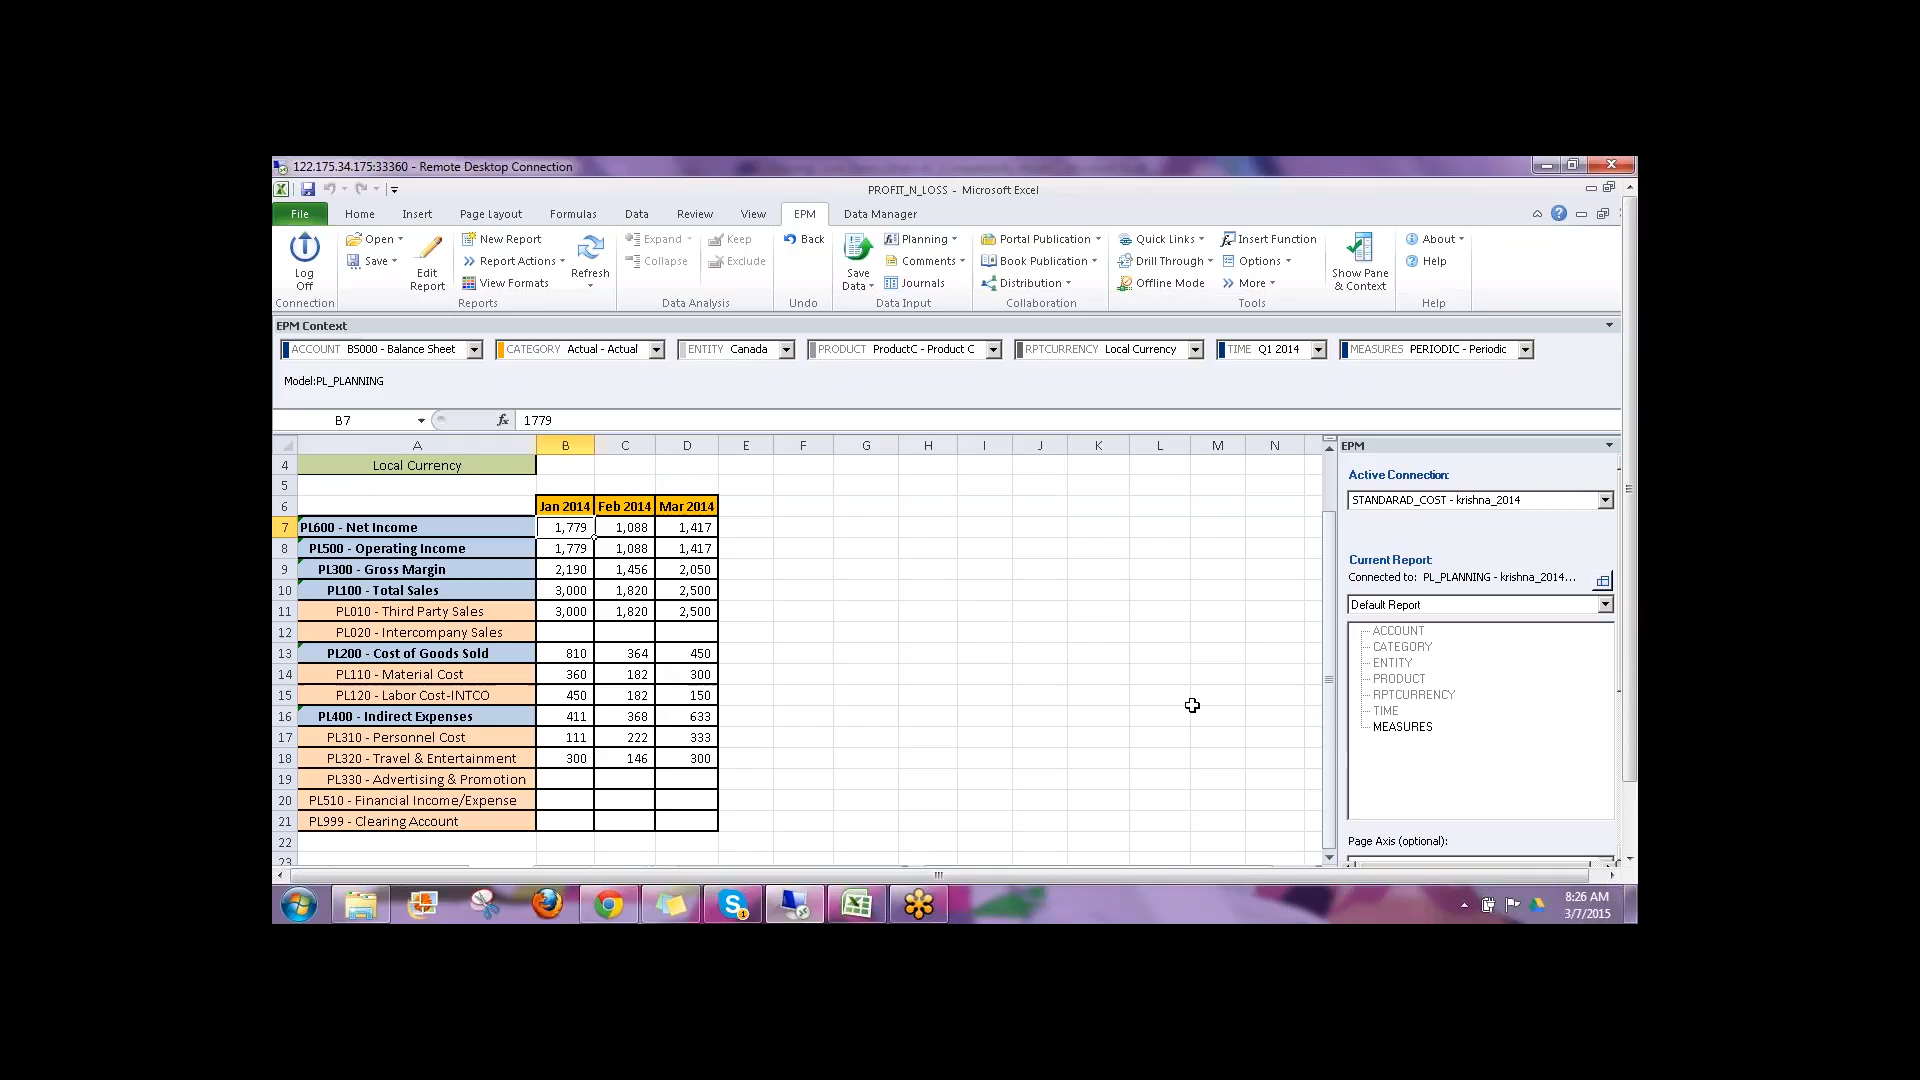 122.175.34.175:33360 - Remote Desktop Connection
PROFIT_N_LOSS - Microsoft Excel
File Home Insert Page Layout Formulas Data Review View EPM Data Manager
Open New Report Expand Keep Back Planning Portal Publication Quick Links Insert Function About
Save Report Actions Collapse Exclude Comments Book Publication Drill Through Options Help
Log Off Edit Report View Formats Refresh Save Data Journals Distribution Offline Mode More Show Pane & Context
Connection Reports Data Analysis Undo Data Input Collaboration Tools Help
EPM Context
ACCOUNT BS000 - Balance Sheet CATEGORY Actual - Actual ENTITY Canada PRODUCT ProductC - Product C RPTCURRENCY Local Currency TIME Q1 2014 MEASURES PERIODIC - Periodic
Model:PL_PLANNING
B7 fx 1779
A B C D E F G H I J K L M N
4 Local Currency
5
6 Jan 2014 Feb 2014 Mar 2014
7 PL600 - Net Income 1,779 1,088 1,417
8 PL500 - Operating Income 1,779 1,088 1,417
9 PL300 - Gross Margin 2,190 1,456 2,050
10 PL100 - Total Sales 3,000 1,820 2,500
11 PL010 - Third Party Sales 3,000 1,820 2,500
12 PL020 - Intercompany Sales
13 PL200 - Cost of Goods Sold 810 364 450
14 PL110 - Material Cost 360 182 300
15 PL120 - Labor Cost-INTCO 450 182 150
16 PL400 - Indirect Expenses 411 368 633
17 PL310 - Personnel Cost 111 222 333
18 PL320 - Travel & Entertainment 300 146 300
19 PL330 - Advertising & Promotion
20 PL510 - Financial Income/Expense
21 PL999 - Clearing Account
22
23
EPM
Active Connection:
STANDARAD_COST - krishna_2014
Current Report:
Connected to: PL_PLANNING - krishna_2014...
Default Report
ACCOUNT
CATEGORY
ENTITY
PRODUCT
RPTCURRENCY
TIME
MEASURES
Page Axis (optional):
8:26 AM
3/7/2015